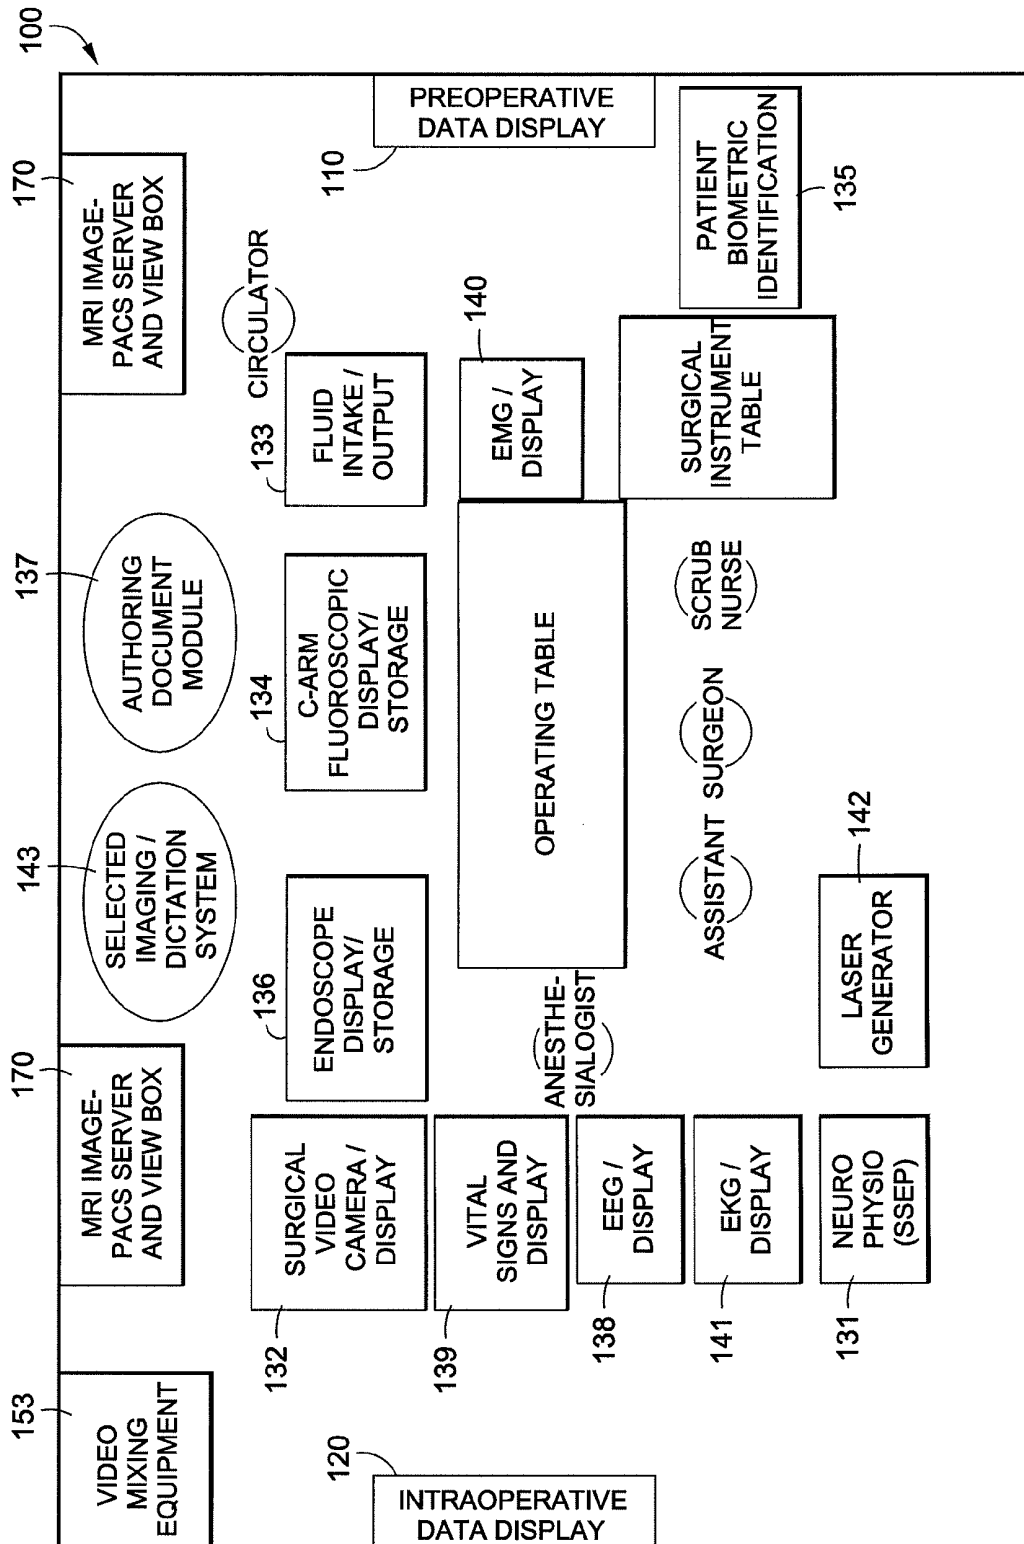 100
153
VIDEO
MIXING
EQUIPMENT
170
MRI IMAGE-
PACS SERVER
AND VIEW BOX
143
SELECTED
IMAGING /
DICTATION
SYSTEM
137
AUTHORING
DOCUMENT
MODULE
170
MRI IMAGE-
PACS SERVER
AND VIEW BOX
132
SURGICAL
VIDEO
CAMERA /
DISPLAY
136
ENDOSCOPE
DISPLAY/
STORAGE
134
C-ARM
FLUOROSCOPIC
DISPLAY/
STORAGE
133
FLUID
INTAKE /
OUTPUT
CIRCULATOR
120
INTRAOPERATIVE
DATA DISPLAY
139
VITAL
SIGNS AND
DISPLAY
ANESTHE-
SIALOGIST
OPERATING TABLE
140
EMG /
DISPLAY
110
PREOPERATIVE
DATA DISPLAY
138
EEG /
DISPLAY
141
EKG /
DISPLAY
ASSISTANT
SURGEON
SCRUB
NURSE
SURGICAL
INSTRUMENT
TABLE
PATIENT
BIOMETRIC
IDENTIFICATION
135
131
NEURO
PHYSIO
(SSEP)
LASER
GENERATOR
142